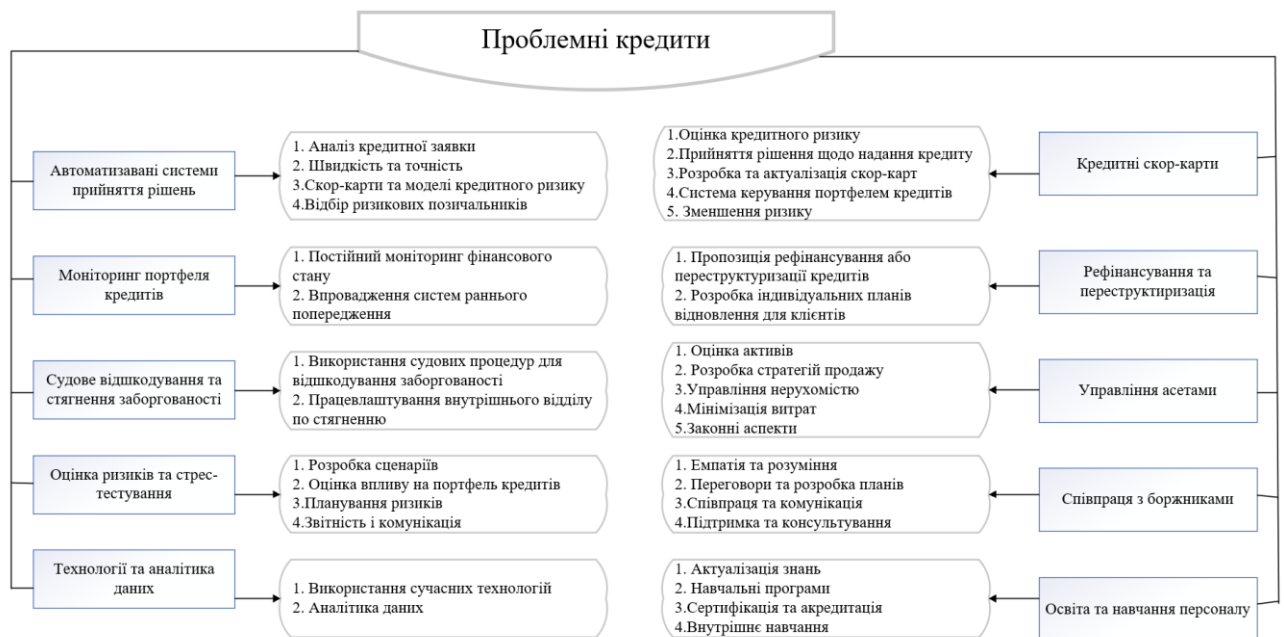 Проблемні кредити
Автоматизавані системи
прийняття рішень
1. Аналіз кредитної заявки
2. Швидкість та точність
3.Скор-карти та моделі кредитного ризику
4.Відбір ризикових позичальників
1.Оцінка кредитного ризику
2.Прийняття рішення щодо надання кредиту
3.Розробка та актуалізація скор-карт
4.Система керування портфелем кредитів
5. Зменшення ризику
Кредитні скор-карти
Моніторинг портфеля
кредитів
1. Постійний моніторинг фінансового
стану
2. Впровадження систем раннього
попередження
1. Пропозиція рефінансування або
переструктуризації кредитів
2. Розробка індивідуальних планів
відновлення для клієнтів
Рефінансування та
переструктиризація
Судове відшкодування та
стягнення заборгованості
1. Використання судових процедур для
відшкодування заборгованості
2. Працевлаштування внутрішнього відділу
по стягненню
1. Оцінка активів
2. Розробка стратегій продажу
3.Управління нерухомістю
4.Мінімізація витрат
5.Законні аспекти
Управління асетами
Оцінка ризиків та стрес-
тестування
1. Розробка сценаріїв
2. Оцінка впливу на портфель кредитів
3.Планування ризиків
4.Звітність і комунікація
1. Емпатія та розуміння
2. Переговори та розробка планів
3.Співпраця та комунікація
4.Підтримка та консультування
Співпраця з боржниками
Технології та аналітика
даних
1. Використання сучасних технологій
2. Аналітика даних
1. Актуалізація знань
2. Навчальні програми
3.Сертифікація та акредитація
4.Внутрішнє навчання
Освіта та навчання персоналу